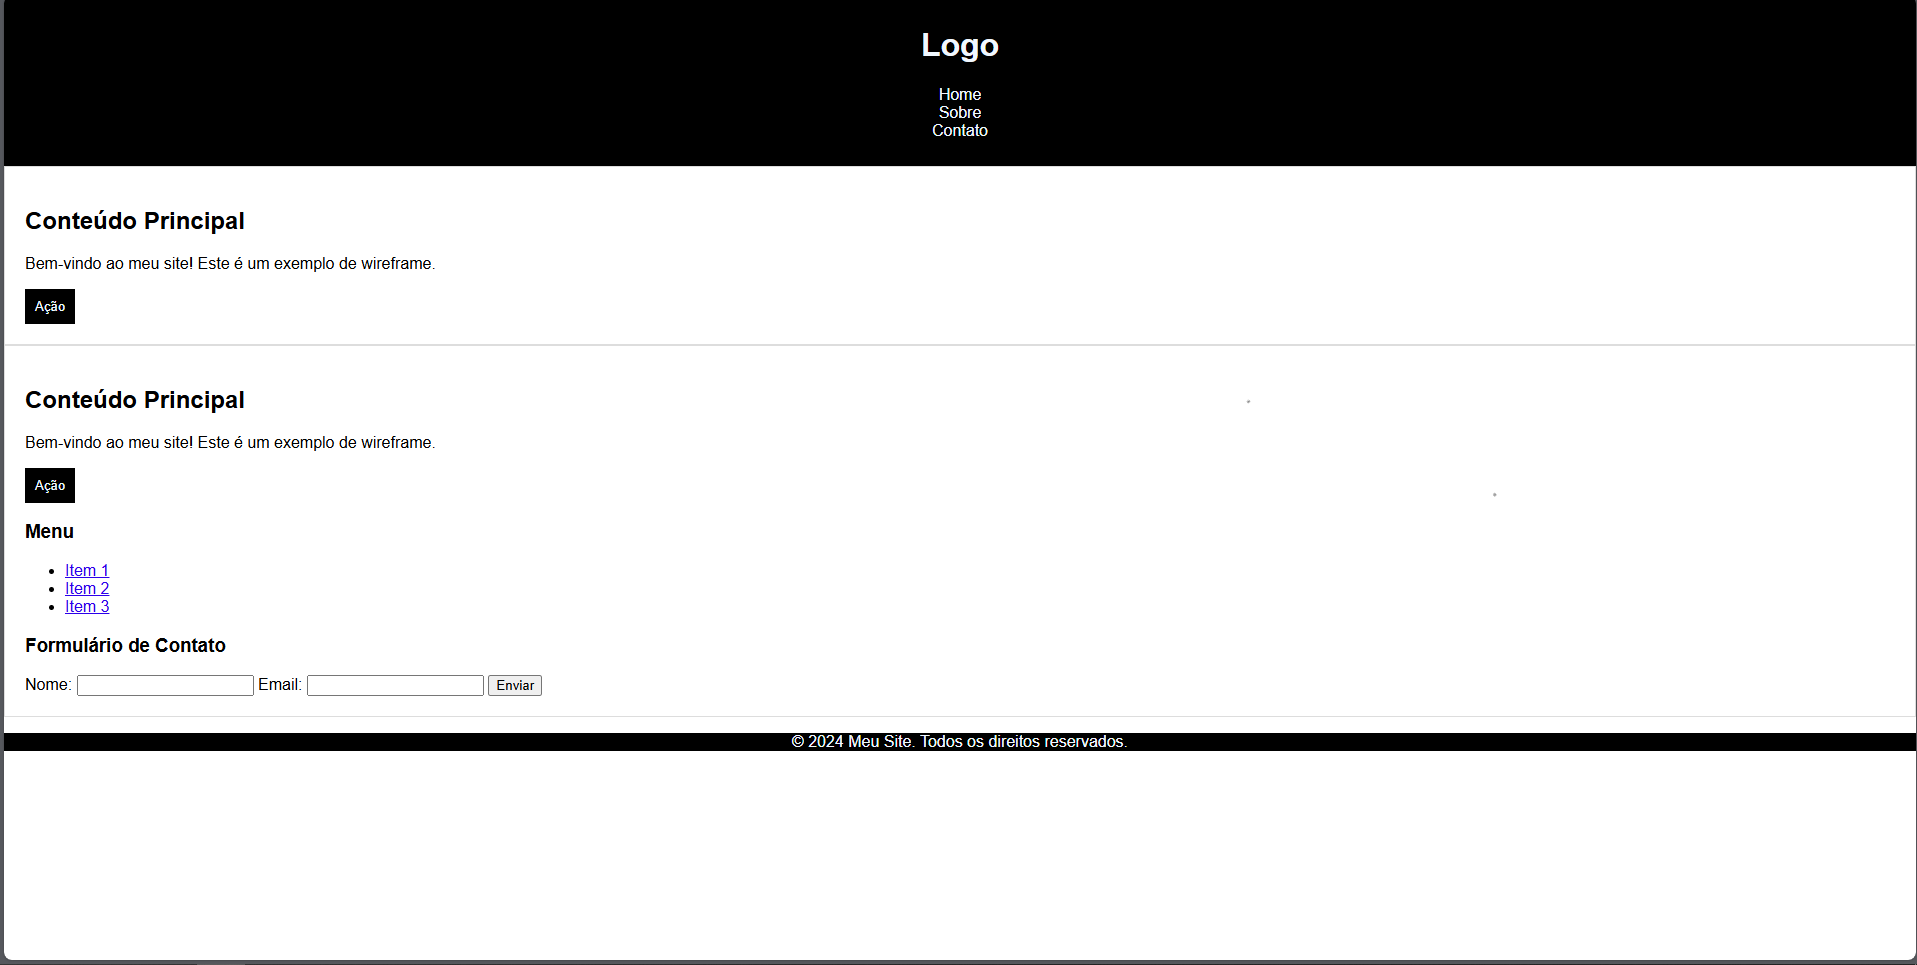 Logo
Home
Sobre
Contato
Conteúdo Principal
Bem-vindo ao meu site! Este é um exemplo de wireframe.
Ação
Conteúdo Principal
Bem-vindo ao meu site! Este é um exemplo de wireframe.
Ação
Menu
Item 1
Item 2
Item 3
Formulário de Contato
Nome: Email: Enviar
© 2024 Meu Site. Todos os direitos reservados.